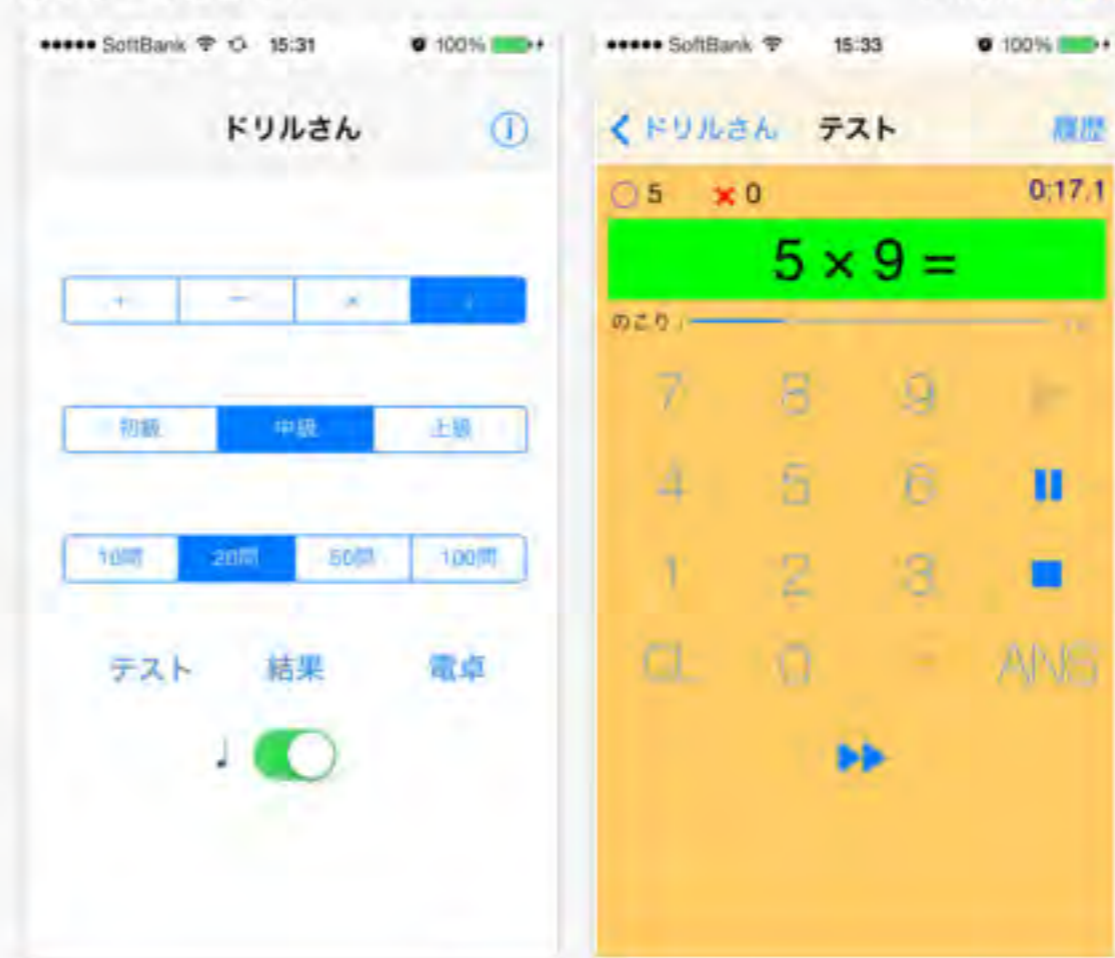 SoftBank 15:31 100%
ドリルさん
+ − × ÷
初級 中級 上級
10問 20問 50問 100問
テスト 結果 電卓
♩
SoftBank 15:33 100%
ドリルさん テスト 履歴
5 × 0 0:17.1
5 × 9 =
のこり
7 8 9
4 5 6
1 2 3
CL 0 ANS